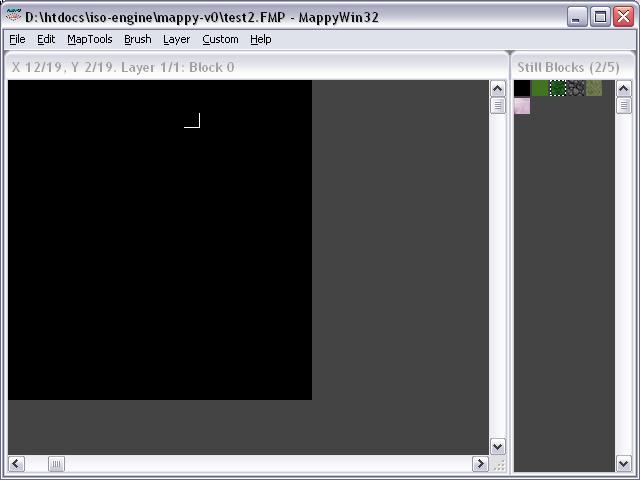 D:\htdocs\iso-engine\mappy-v0\test2.FMP - MappyWin32
File Edit MapTools Brush Layer Custom Help
X 12/19, Y 2/19. Layer 1/1: Block 0
Still Blocks (2/5)